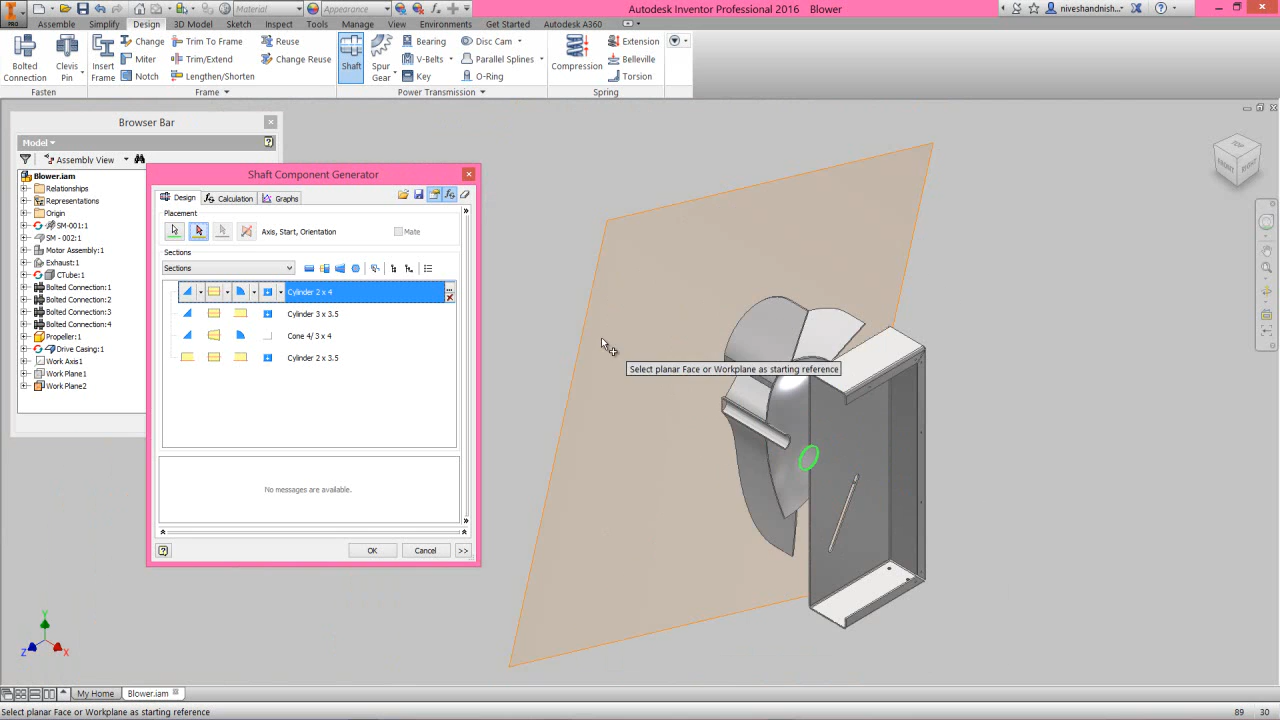 Autodesk Inventor Professional 2016   Blower
Material
Appearance
niveshandnish...
PRO
Assemble Simplify Design 3D Model Sketch Inspect Tools Manage View Environments Get Started Autodesk A360
Bolted Connection
Clevis Pin
Fasten
Insert Frame
Change
Miter
Notch
Trim To Frame
Trim/Extend
Lengthen/Shorten
Reuse
Change Reuse
Frame
Shaft
Spur Gear
Bearing
V-Belts
Key
Disc Cam
Parallel Splines
O-Ring
Power Transmission
Compression
Extension
Belleville
Torsion
Spring
Browser Bar
Model
Assembly View
Blower.iam
Relationships
Representations
Origin
SM-001:1
SM - 002:1
Motor Assembly:1
Exhaust:1
CTube:1
Bolted Connection:1
Bolted Connection:2
Bolted Connection:3
Bolted Connection:4
Propeller:1
Drive Casing:1
Work Axis1
Work Plane1
Work Plane2
Shaft Component Generator
Design Calculation Graphs
Placement
Axis, Start, Orientation
Mate
Sections
Sections
Cylinder 2 x 4
Cylinder 3 x 3.5
Cone 4/ 3 x 4
Cylinder 2 x 3.5
No messages are available.
OK Cancel >>
Select planar Face or Workplane as starting reference
TOP
FRONT
RIGHT
Y
Z
X
My Home Blower.iam
Select planar Face or Workplane as starting reference
89 30